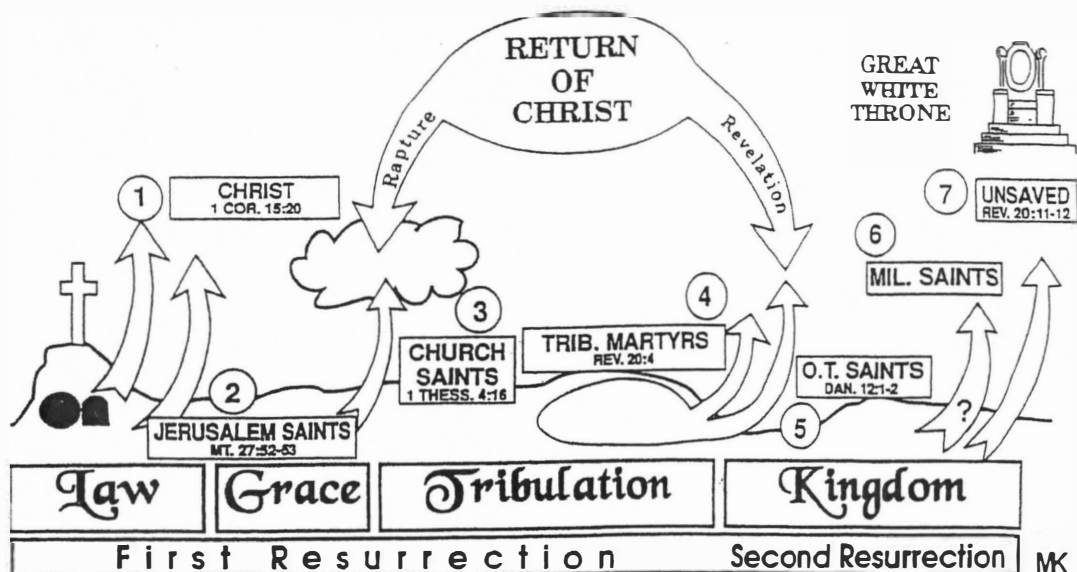 RETURN
OF
CHRIST
Rapture
Revelation
GREAT
WHITE
THRONE
1
CHRIST
1 COR. 15:20
2
JERUSALEM SAINTS
MT. 27:52-53
3
CHURCH
SAINTS
1 THESS. 4:16
4
TRIB. MARTYRS
REV. 20:4
5
O.T. SAINTS
DAN. 12:1-2
6
MIL. SAINTS
?
7
UNSAVED
REV. 20:11-12
Law
Grace
Tribulation
Kingdom
First Resurrection
Second Resurrection
MK